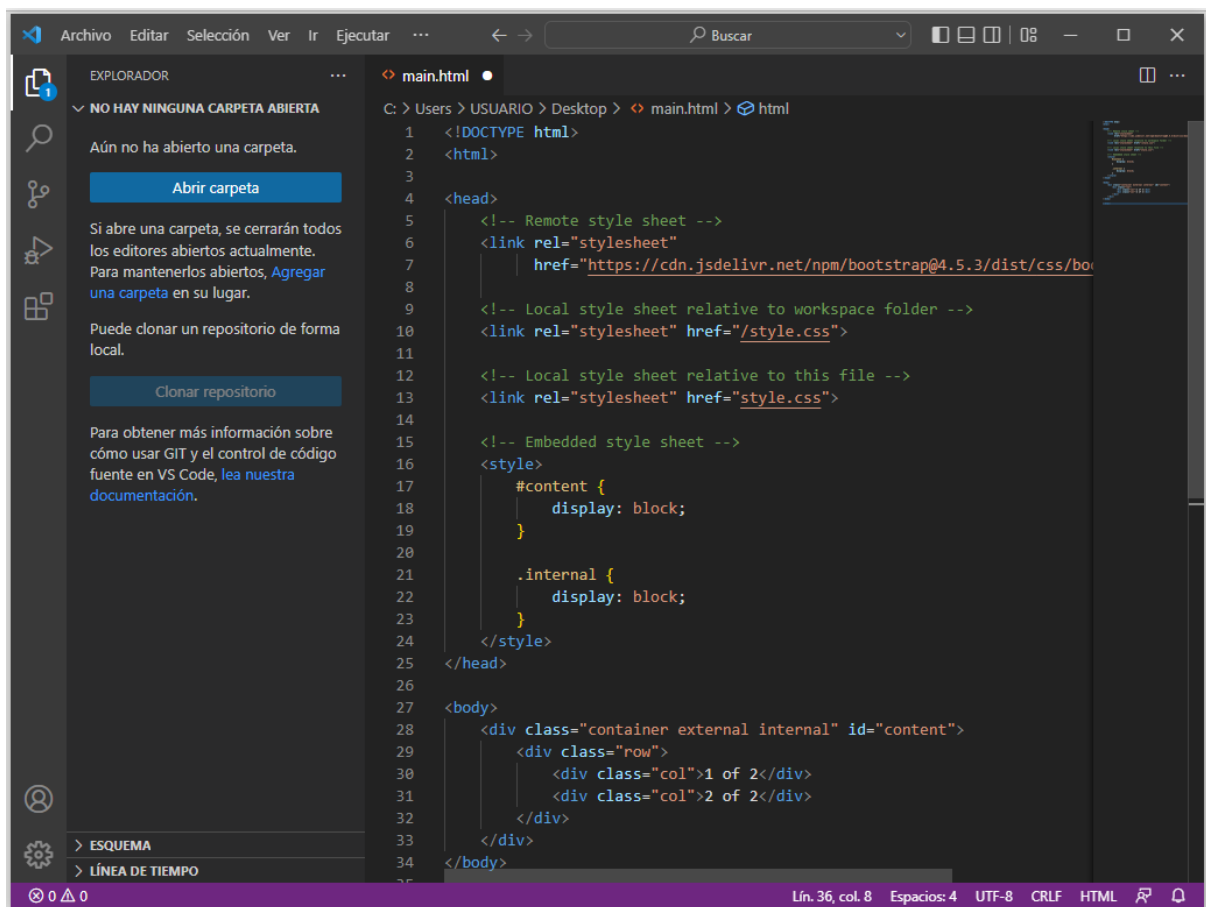 Archivo Editar Selección Ver Ir Ejecutar ··· Buscar
EXPLORADOR ···
NO HAY NINGUNA CARPETA ABIERTA
Aún no ha abierto una carpeta.
Abrir carpeta
Si abre una carpeta, se cerrarán todos
los editores abiertos actualmente.
Para mantenerlos abiertos, Agregar
una carpeta en su lugar.
Puede clonar un repositorio de forma
local.
Clonar repositorio
Para obtener más información sobre
cómo usar GIT y el control de código
fuente en VS Code, lea nuestra
documentación.
ESQUEMA
LÍNEA DE TIEMPO
main.html
C: > Users > USUARIO > Desktop > main.html > html
1 <!DOCTYPE html>
2 <html>
3
4 <head>
5 <!-- Remote style sheet -->
6 <link rel="stylesheet"
7 href="https://cdn.jsdelivr.net/npm/bootstrap@4.5.3/dist/css/boo
8
9 <!-- Local style sheet relative to workspace folder -->
10 <link rel="stylesheet" href="/style.css">
11
12 <!-- Local style sheet relative to this file -->
13 <link rel="stylesheet" href="style.css">
14
15 <!-- Embedded style sheet -->
16 <style>
17 #content {
18 display: block;
19 }
20
21 .internal {
22 display: block;
23 }
24 </style>
25 </head>
26
27 <body>
28 <div class="container external internal" id="content">
29 <div class="row">
30 <div class="col">1 of 2</div>
31 <div class="col">2 of 2</div>
32 </div>
33 </div>
34 </body>
0 0 Lín. 36, col. 8 Espacios: 4 UTF-8 CRLF HTML